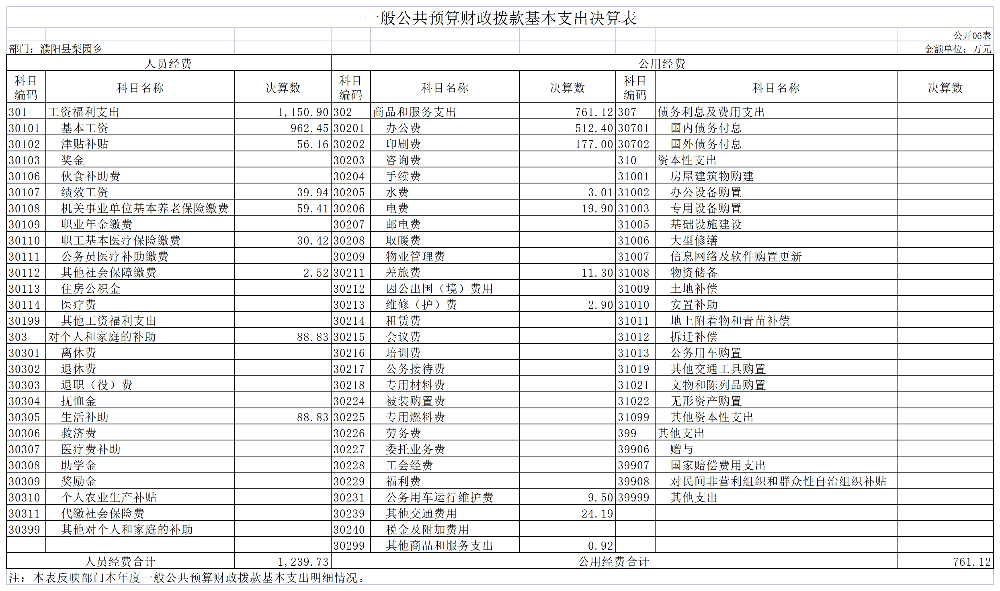 一般公共预算财政拨款基本支出决算表
公开06表
部门：濮阳县梨园乡 金额单位：万元
人员经费 公用经费
科目编码 科目名称 决算数 科目编码 科目名称 决算数 科目编码 科目名称 决算数
301 工资福利支出 1,150.90 302 商品和服务支出 761.12 307 债务利息及费用支出
30101 基本工资 962.45 30201 办公费 512.40 30701 国内债务付息
30102 津贴补贴 56.16 30202 印刷费 177.00 30702 国外债务付息
30103 奖金 30203 咨询费 310 资本性支出
30106 伙食补助费 30204 手续费 31001 房屋建筑物购建
30107 绩效工资 39.94 30205 水费 3.01 31002 办公设备购置
30108 机关事业单位基本养老保险缴费 59.41 30206 电费 19.90 31003 专用设备购置
30109 职业年金缴费 30207 邮电费 31005 基础设施建设
30110 职工基本医疗保险缴费 30.42 30208 取暖费 31006 大型修缮
30111 公务员医疗补助缴费 30209 物业管理费 31007 信息网络及软件购置更新
30112 其他社会保障缴费 2.52 30211 差旅费 11.30 31008 物资储备
30113 住房公积金 30212 因公出国（境）费用 31009 土地补偿
30114 医疗费 30213 维修（护）费 2.90 31010 安置补助
30199 其他工资福利支出 30214 租赁费 31011 地上附着物和青苗补偿
303 对个人和家庭的补助 88.83 30215 会议费 31012 拆迁补偿
30301 离休费 30216 培训费 31013 公务用车购置
30302 退休费 30217 公务接待费 31019 其他交通工具购置
30303 退职（役）费 30218 专用材料费 31021 文物和陈列品购置
30304 抚恤金 30224 被装购置费 31022 无形资产购置
30305 生活补助 88.83 30225 专用燃料费 31099 其他资本性支出
30306 救济费 30226 劳务费 399 其他支出
30307 医疗费补助 30227 委托业务费 39906 赠与
30308 助学金 30228 工会经费 39907 国家赔偿费用支出
30309 奖励金 30229 福利费 39908 对民间非营利组织和群众性自治组织补贴
30310 个人农业生产补贴 30231 公务用车运行维护费 9.50 39999 其他支出
30311 代缴社会保险费 30239 其他交通费用 24.19
30399 其他对个人和家庭的补助 30240 税金及附加费用
30299 其他商品和服务支出 0.92
人员经费合计 1,239.73 公用经费合计 761.12
注：本表反映部门本年度一般公共预算财政拨款基本支出明细情况。